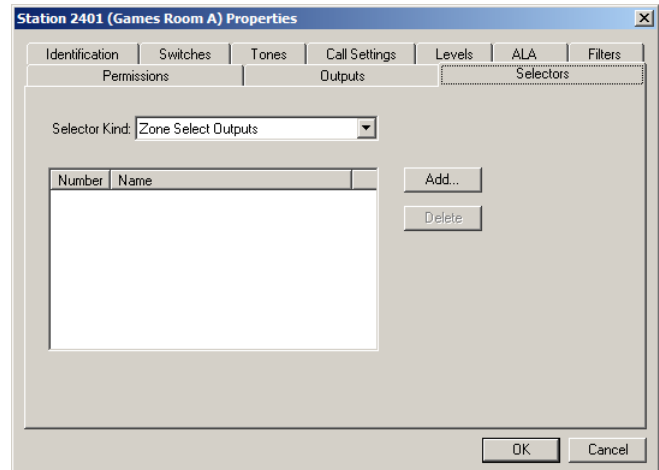 Station 2401 (Games Room A) Properties
Identification Switches Tones Call Settings Levels ALA Filters
Permissions Outputs Selectors
Selector Kind: Zone Select Outputs
Number Name
Add...
Delete
OK Cancel